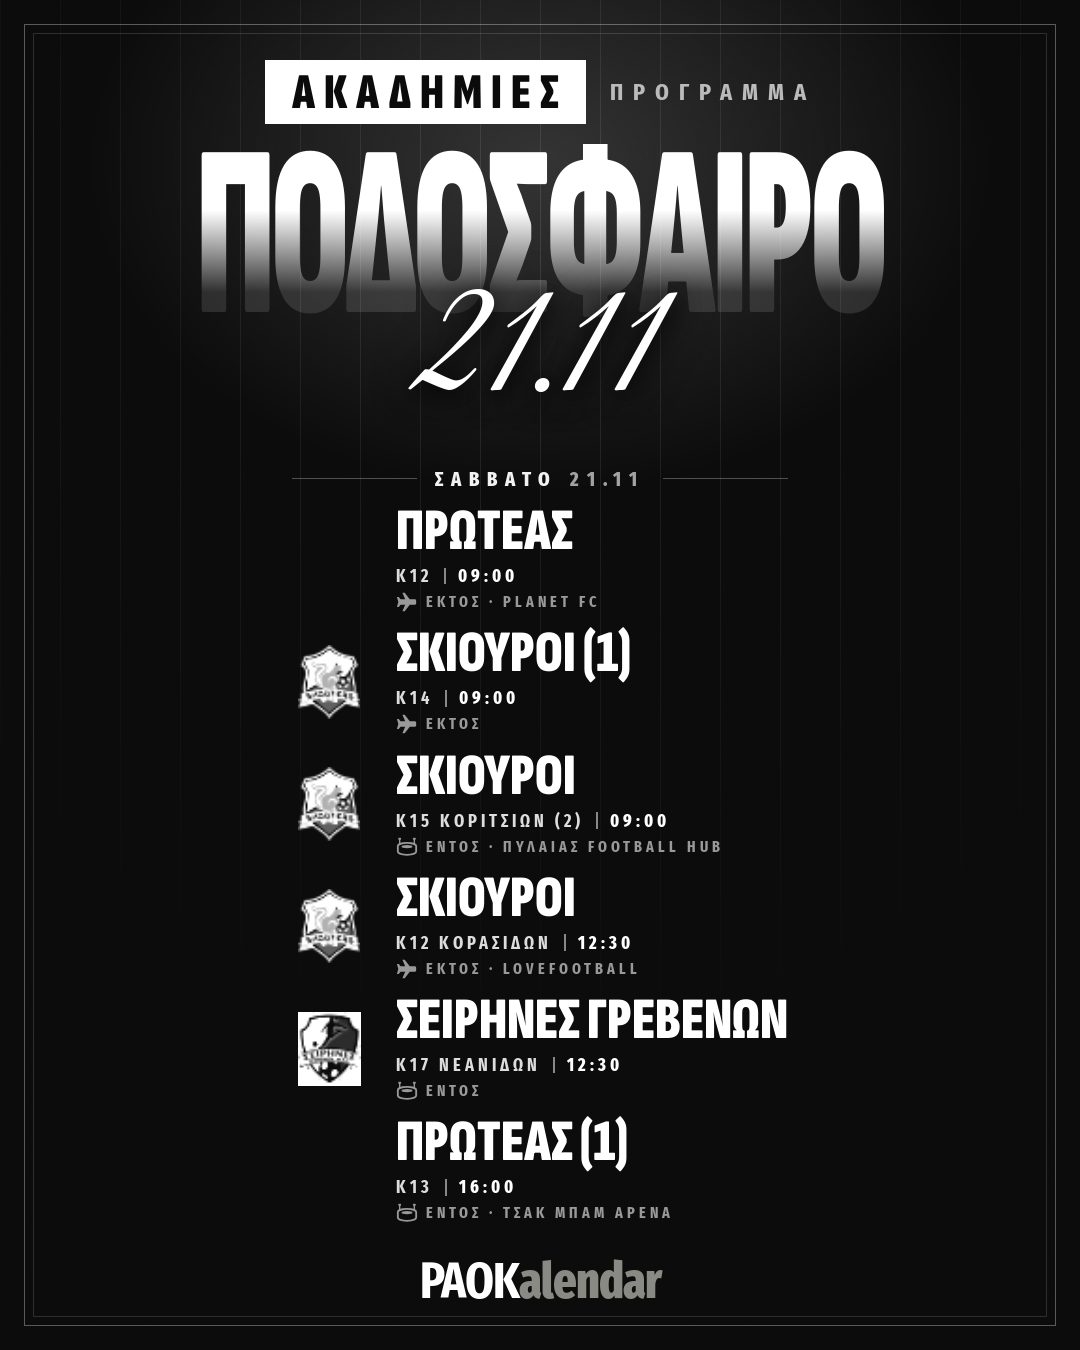 ΑΚΑΔΗΜΙΕΣ ΠΡΟΓΡΑΜΜΑ
ΠΟΔΟΣΦΑΙΡΟ
21.11
ΣΑΒΒΑΤΟ 21.11
ΠΡΩΤΕΑΣ
Κ12 | 09:00
ΕΚΤΟΣ · PLANET FC
ΣΚΙΟΥΡΟΙ (1)
Κ14 | 09:00
ΕΚΤΟΣ
ΣΚΙΟΥΡΟΙ
Κ15 ΚΟΡΙΤΣΙΩΝ (2) | 09:00
ΕΝΤΟΣ · ΠΥΛΑΙΑΣ FOOTBALL HUB
ΣΚΙΟΥΡΟΙ
Κ12 ΚΟΡΑΣΙΔΩΝ | 12:30
ΕΚΤΟΣ · LOVEFOOTBALL
ΣΕΙΡΗΝΕΣ ΓΡΕΒΕΝΩΝ
Κ17 ΝΕΑΝΙΔΩΝ | 12:30
ΕΝΤΟΣ
ΠΡΩΤΕΑΣ (1)
Κ13 | 16:00
ΕΝΤΟΣ · ΤΣΑΚ ΜΠΑΜ ΑΡΕΝΑ
PAOKalendar